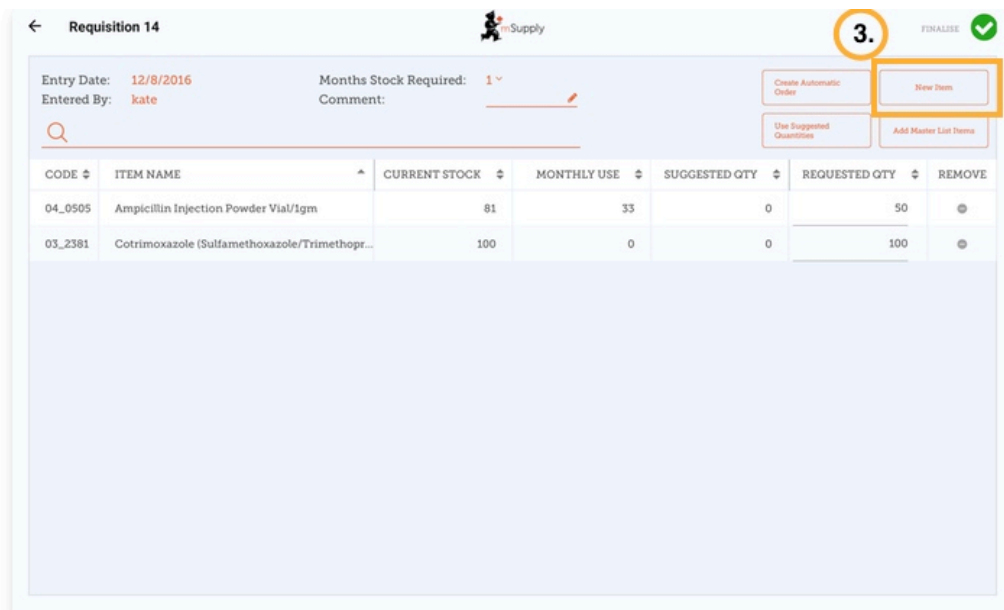 Requisition 14
mSupply
3.
FINALISE
Entry Date: 12/8/2016
Months Stock Required: 1
Entered By: kate
Comment:
Create Automatic
Order
New Item
Use Suggested
Quantities
Add Master List Items
CODE ITEM NAME CURRENT STOCK MONTHLY USE SUGGESTED QTY REQUESTED QTY REMOVE
04_0505 Ampicillin Injection Powder Vial/1gm 81 33 0 50
03_2381 Cotrimoxazole (Sulfamethoxazole/Trimethopr... 100 0 0 100